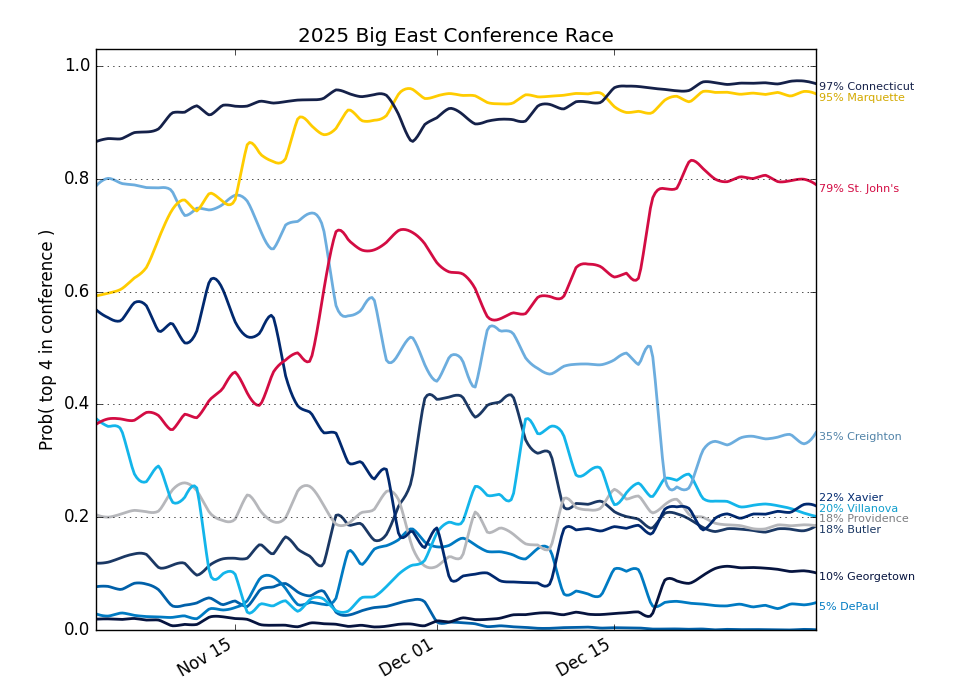 2025 Big East Conference Race
Prob( top 4 in conference )
1.0
0.8
0.6
0.4
0.2
0.0
Nov 15
Dec 01
Dec 15
97% Connecticut
95% Marquette
79% St. John's
35% Creighton
22% Xavier
20% Villanova
18% Providence
18% Butler
10% Georgetown
5% DePaul